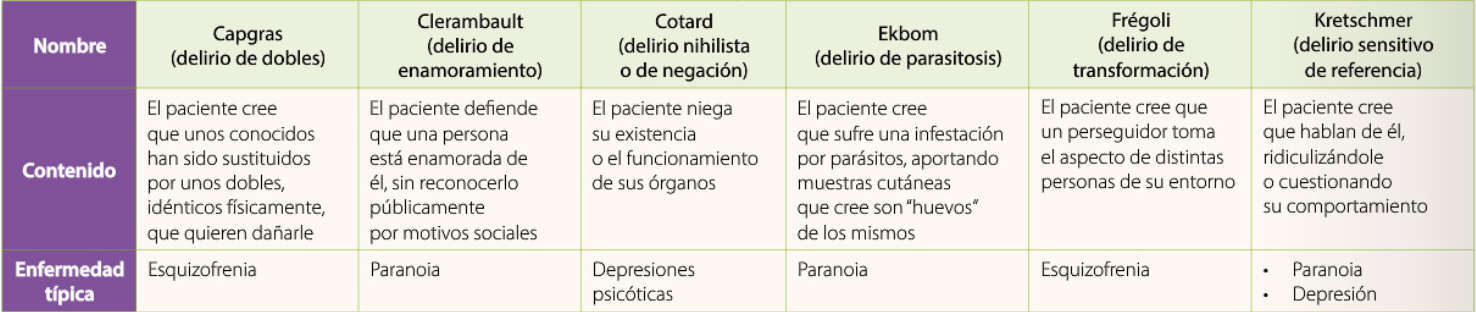 Nombre
Capgras
(delirio de dobles)
Clerambault
(delirio de
enamoramiento)
Cotard
(delirio nihilista
o de negación)
Ekbom
(delirio de parasitosis)
Frégoli
(delirio de
transformación)
Kretschmer
(delirio sensitivo
de referencia)
Contenido
El paciente cree
que unos conocidos
han sido sustituidos
por unos dobles,
idénticos físicamente,
que quieren dañarle
El paciente defiende
que una persona
está enamorada de
él, sin reconocerlo
públicamente
por motivos sociales
El paciente niega
su existencia
o el funcionamiento
de sus órganos
El paciente cree
que sufre una infestación
por parásitos, aportando
muestras cutáneas
que cree son “huevos“
de los mismos
El paciente cree que
un perseguidor toma
el aspecto de distintas
personas de su entorno
El paciente cree
que hablan de él,
ridiculizándole
o cuestionando
su comportamiento
Enfermedad
típica
Esquizofrenia
Paranoia
Depresiones
psicóticas
Paranoia
Esquizofrenia
• Paranoia
• Depresión